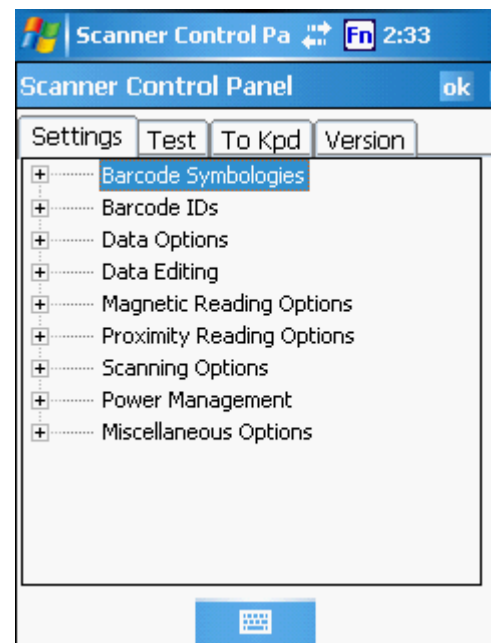 Scanner Control Pa Fn 2:33
Scanner Control Panel ok
Settings Test To Kpd Version
Barcode Symbologies
Barcode IDs
Data Options
Data Editing
Magnetic Reading Options
Proximity Reading Options
Scanning Options
Power Management
Miscellaneous Options